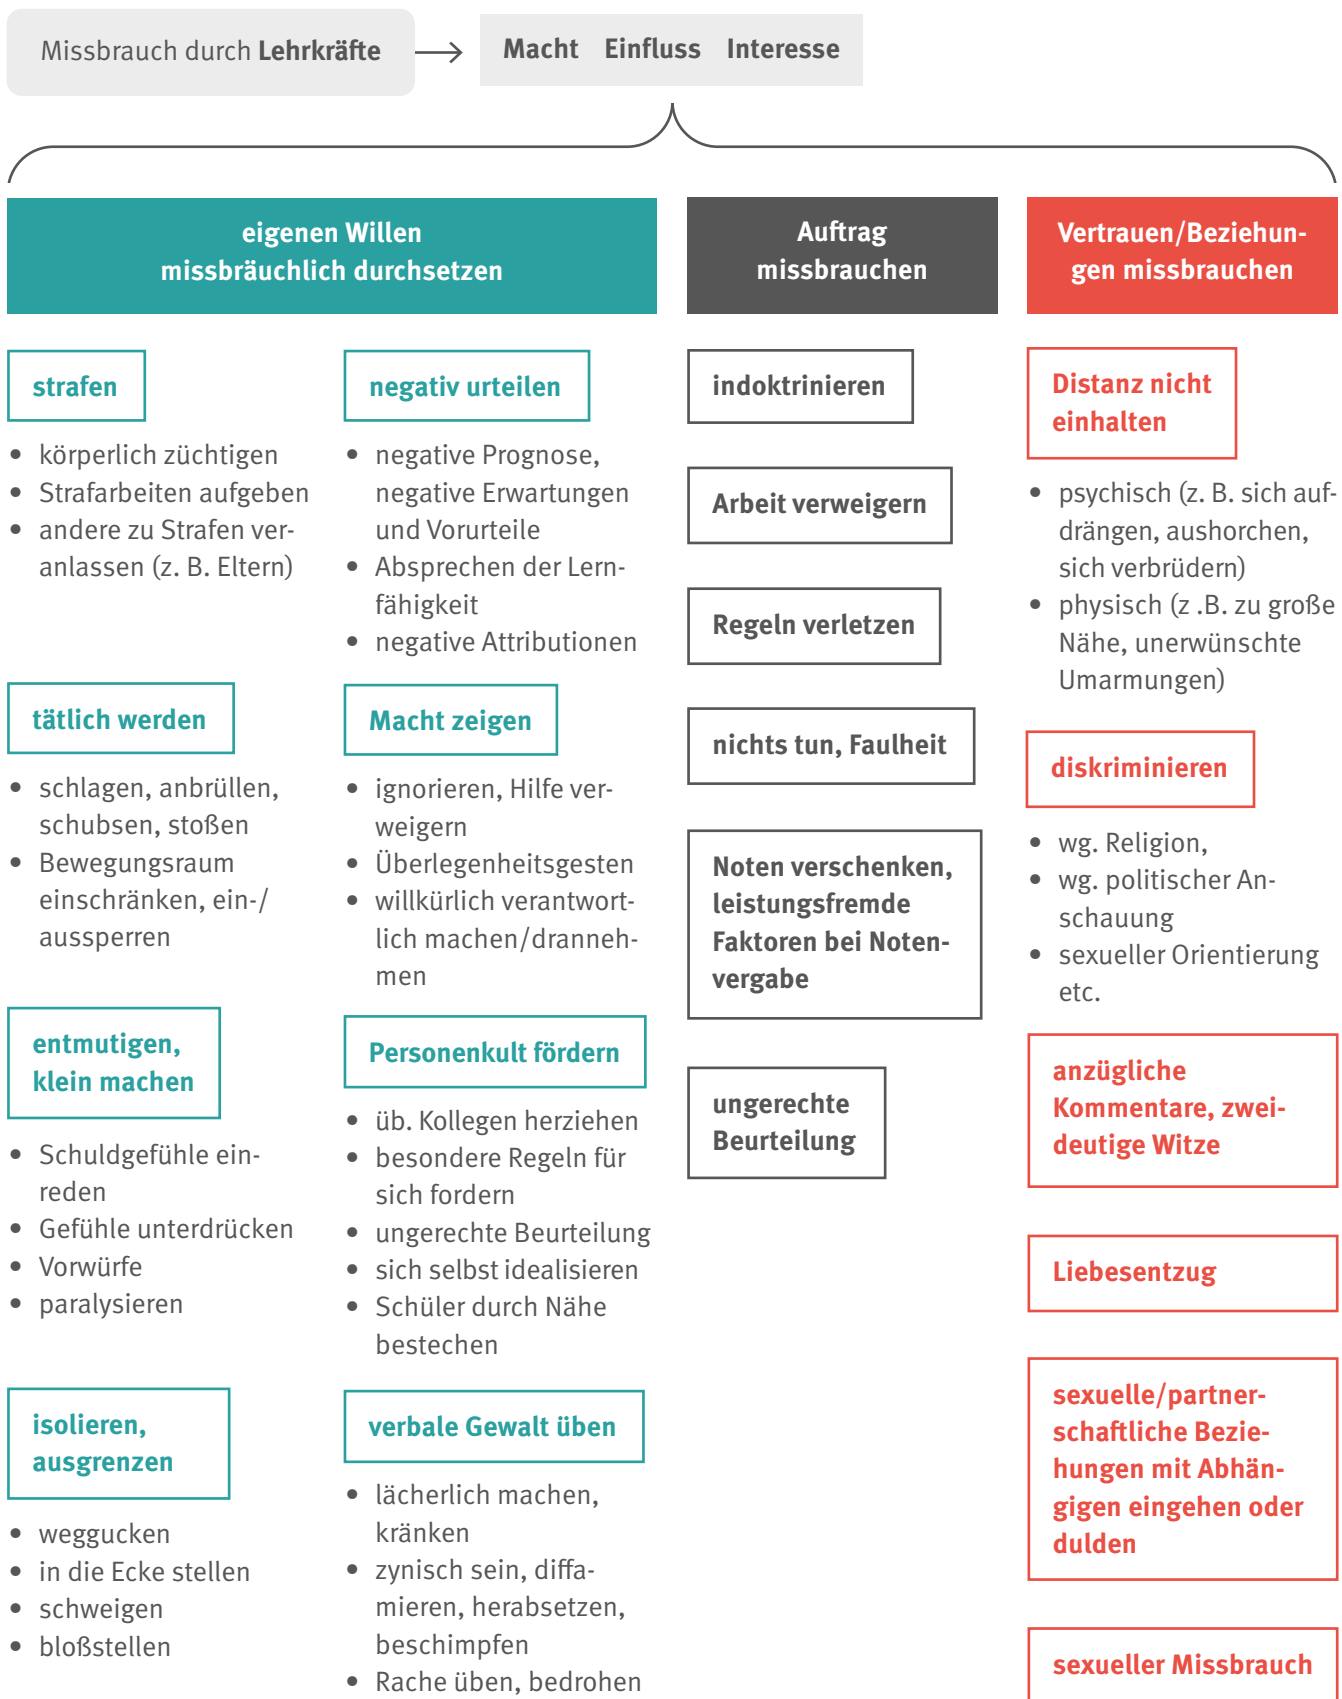 Missbrauch durch Lehrkräfte
Macht Einfluss Interesse
eigenen Willen
missbräuchlich durchsetzen
strafen
• körperlich züchtigen
• Strafarbeiten aufgeben
• andere zu Strafen ver-
anlassen (z. B. Eltern)
tätlich werden
• schlagen, anbrüllen,
schubsen, stoßen
• Bewegungsraum
einschränken, ein-/
aussperren
entmutigen,
klein machen
• Schuldgefühle ein-
reden
• Gefühle unterdrücken
• Vorwürfe
• paralysieren
isolieren,
ausgrenzen
• weggucken
• in die Ecke stellen
• schweigen
• bloßstellen
negativ urteilen
• negative Prognose,
negative Erwartungen
und Vorurteile
• Absprechen der Lern-
fähigkeit
• negative Attributionen
Macht zeigen
• ignorieren, Hilfe ver-
weigern
• Überlegenheitsgesten
• willkürlich verantwort-
lich machen/dranneh-
men
Personenkult fördern
• üb. Kollegen herziehen
• besondere Regeln für
sich fordern
• ungerechte Beurteilung
• sich selbst idealisieren
• Schüler durch Nähe
bestechen
verbale Gewalt üben
• lächerlich machen,
kränken
• zynisch sein, diffa-
mieren, herabsetzen,
beschimpfen
• Rache üben, bedrohen
Auftrag
missbrauchen
indoktrinieren
Arbeit verweigern
Regeln verletzen
nichts tun, Faulheit
Noten verschenken,
leistungsfremde
Faktoren bei Noten-
vergabe
ungerechte
Beurteilung
Vertrauen/Beziehun-
gen missbrauchen
Distanz nicht
einhalten
• psychisch (z. B. sich auf-
drängen, aushorchen,
sich verbrüdern)
• physisch (z .B. zu große
Nähe, unerwünschte
Umarmungen)
diskriminieren
• wg. Religion,
• wg. politischer An-
schauung
• sexueller Orientierung
etc.
anzügliche
Kommentare, zwei-
deutige Witze
Liebesentzug
sexuelle/partner-
schaftliche Bezie-
hungen mit Abhän-
gigen eingehen oder
dulden
sexueller Missbrauch